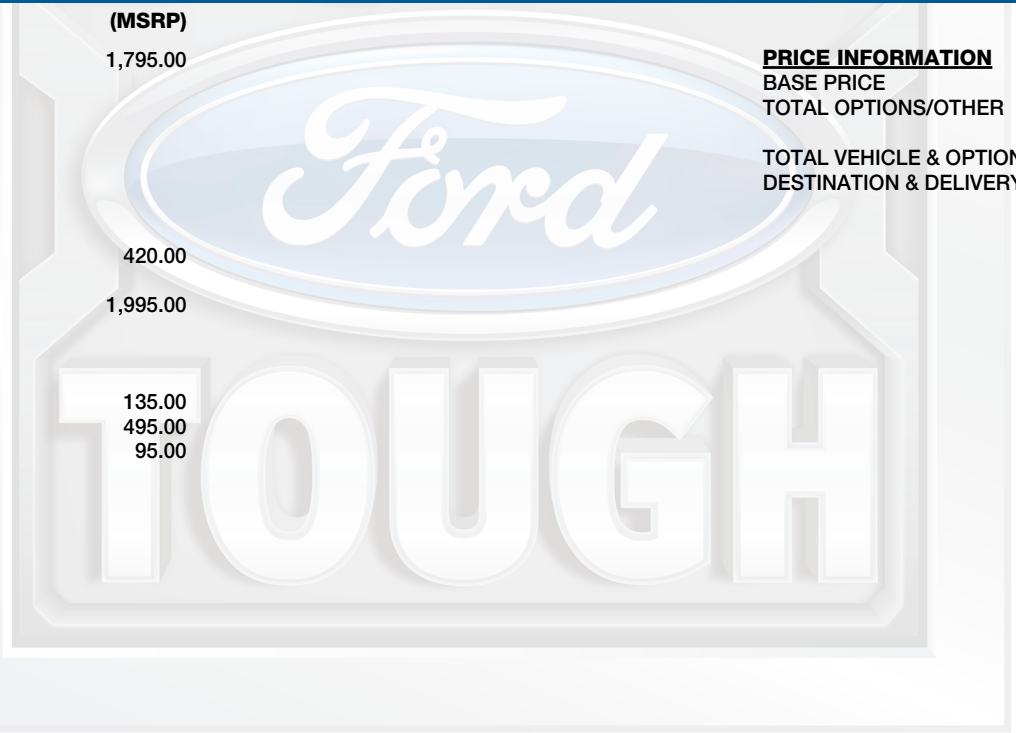 (MSRP)
1,795.00
420.00
1,995.00
135.00
495.00
95.00
PRICE INFORMATION
BASE PRICE
TOTAL OPTIONS/OTHER
TOTAL VEHICLE & OPTION
DESTINATION & DELIVERY
Ford
TOUGH